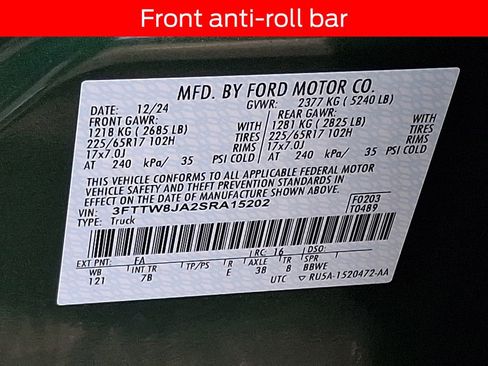 Front anti-roll bar
MFD. BY FORD MOTOR CO.
DATE: 12/24 GVWR: 2377 KG ( 5240 LB)
FRONT GAWR: REAR GAWR:
1218 KG ( 2685 LB) WITH 1281 KG ( 2825 LB) WITH
225/65R17 102H TIRES 225/65R17 102H TIRES
17x7.0J RIMS 17x7.0J RIMS
AT 240 kPa/ 35 PSI COLD AT 240 kPa/ 35 PSI COLD
THIS VEHICLE CONFORMS TO ALL APPLICABLE FEDERAL MOTOR
VEHICLE SAFETY AND THEFT PREVENTION STANDARDS IN
EFFECT ON THE DATE OF MANUFACTURE SHOWN ABOVE.
VIN: 3FTTW8JA2SRA15202 F0203
TYPE: Truck T0489
EXT PNT: EA RC: 16 DSO:
WB INT TR TP/PS R AXLE TR SPR
121 7B E 38 8 BBWE
UTC ▽ RU5A-1520472-AA